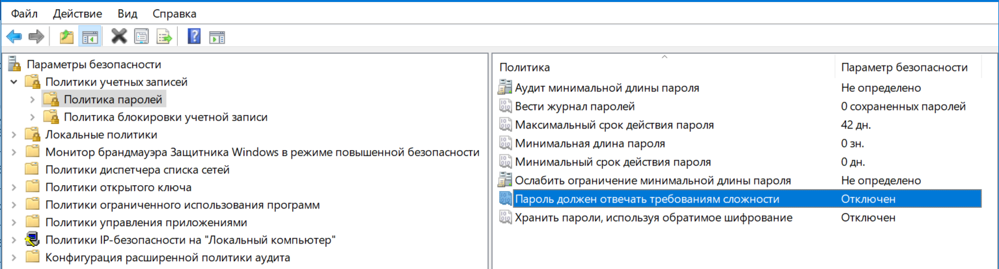 Файл Действие Вид Справка
Параметры безопасности
Политики учетных записей
Политика паролей
Политика блокировки учетной записи
Локальные политики
Монитор брандмауэра Защитника Windows в режиме повышенной безопасности
Политики диспетчера списка сетей
Политики открытого ключа
Политики ограниченного использования программ
Политики управления приложениями
Политики IP-безопасности на "Локальный компьютер"
Конфигурация расширенной политики аудита
Политика Параметр безопасности
Аудит минимальной длины пароля Не определено
Вести журнал паролей 0 сохраненных паролей
Максимальный срок действия пароля 42 дн.
Минимальная длина пароля 0 зн.
Минимальный срок действия пароля 0 дн.
Ослабить ограничение минимальной длины пароля Не определено
Пароль должен отвечать требованиям сложности Отключен
Хранить пароли, используя обратимое шифрование Отключен